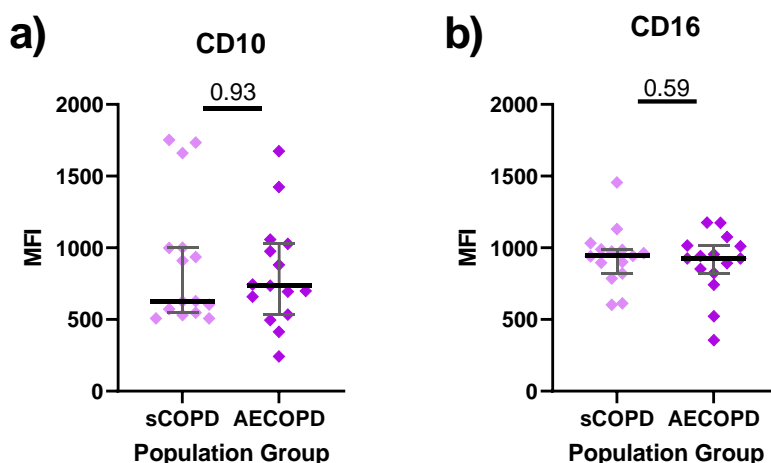 a)
CD10
0.93
2000
1500
1000
500
0
MFI
sCOPD AECOPD
Population Group
b)
CD16
0.59
2000
1500
1000
500
0
MFI
sCOPD AECOPD
Population Group